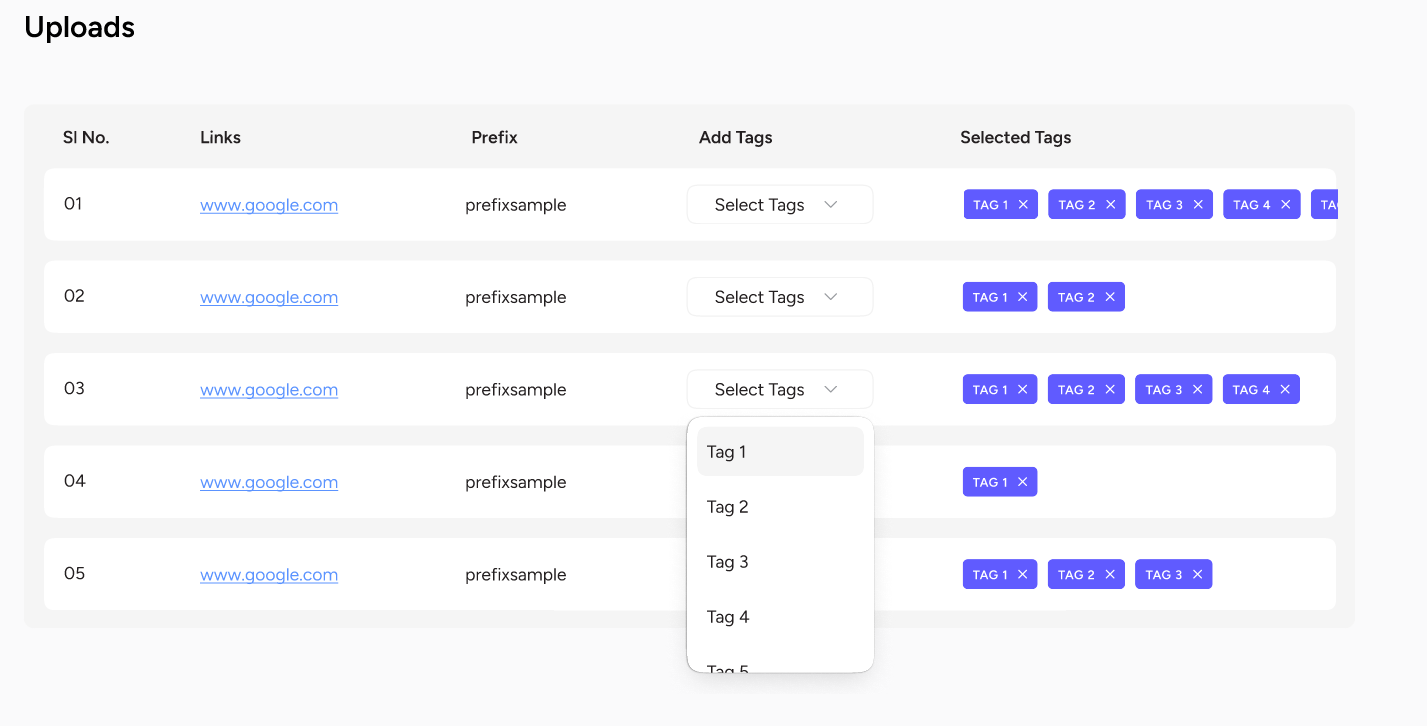 Uploads
Sl No. Links Prefix Add Tags Selected Tags
01 www.google.com prefixsample Select Tags TAG 1 TAG 2 TAG 3 TAG 4
02 www.google.com prefixsample Select Tags TAG 1 TAG 2
03 www.google.com prefixsample Select Tags TAG 1 TAG 2 TAG 3 TAG 4
Tag 1
04 www.google.com prefixsample TAG 1
Tag 2
Tag 3
05 www.google.com prefixsample TAG 1 TAG 2 TAG 3
Tag 4
Tag 5